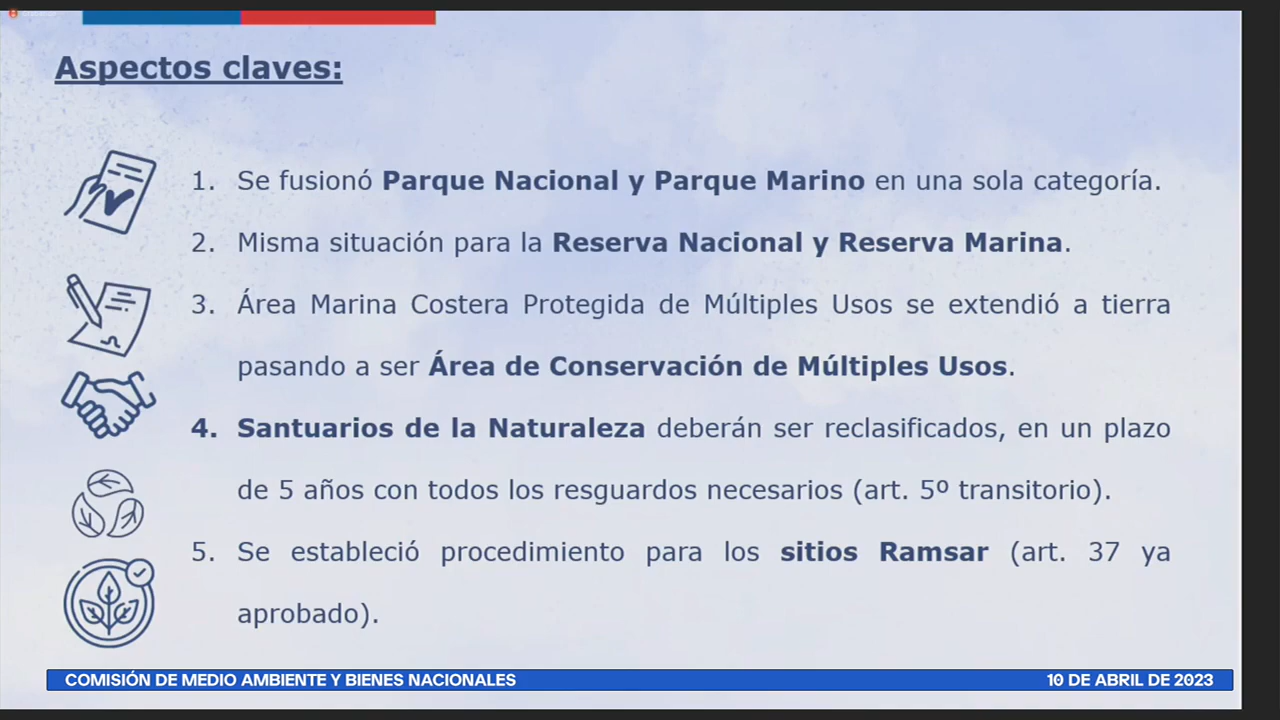 Aspectos claves:
1. Se fusionó Parque Nacional y Parque Marino en una sola categoría.
2. Misma situación para la Reserva Nacional y Reserva Marina.
3. Área Marina Costera Protegida de Múltiples Usos se extendió a tierra
pasando a ser Área de Conservación de Múltiples Usos.
4. Santuarios de la Naturaleza deberán ser reclasificados, en un plazo
de 5 años con todos los resguardos necesarios (art. 5º transitorio).
5. Se estableció procedimiento para los sitios Ramsar (art. 37 ya
aprobado).
COMISIÓN DE MEDIO AMBIENTE Y BIENES NACIONALES
10 DE ABRIL DE 2023